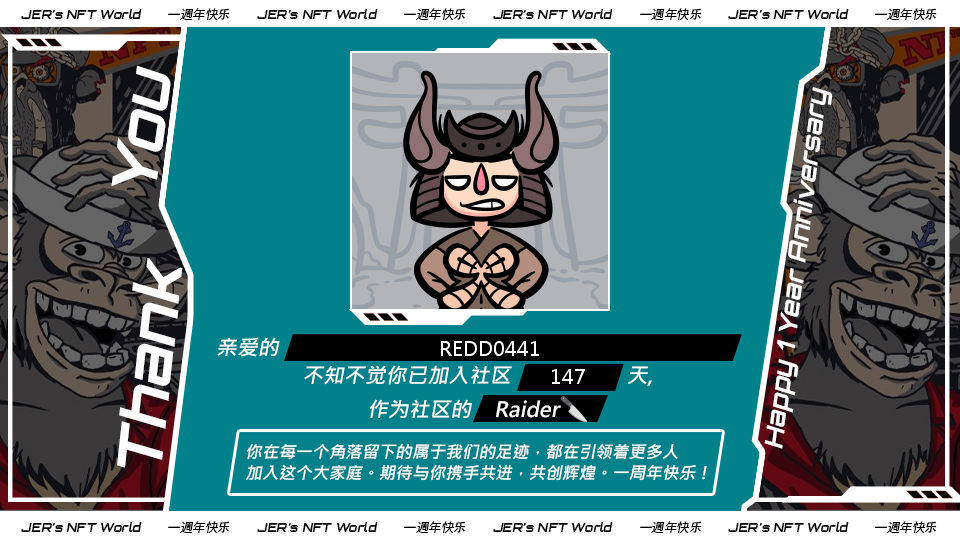 JER's NFT World 一週年快乐 JER's NFT World 一週年快乐 JER's NFT World 一週年快乐 JER's NFT World 一週年快乐
Thank You
亲爱的 REDD0441
不知不觉你已加入社区 147 天,
作为社区的 Raider
你在每一个角落留下的属于我们的足迹，都在引领着更多人
加入这个大家庭。期待与你携手共进，共创辉煌。一周年快乐！
Happy 1 Year Anniversary
JER's NFT World 一週年快乐 JER's NFT World 一週年快乐 JER's NFT World 一週年快乐 JER's NFT World 一週年快乐